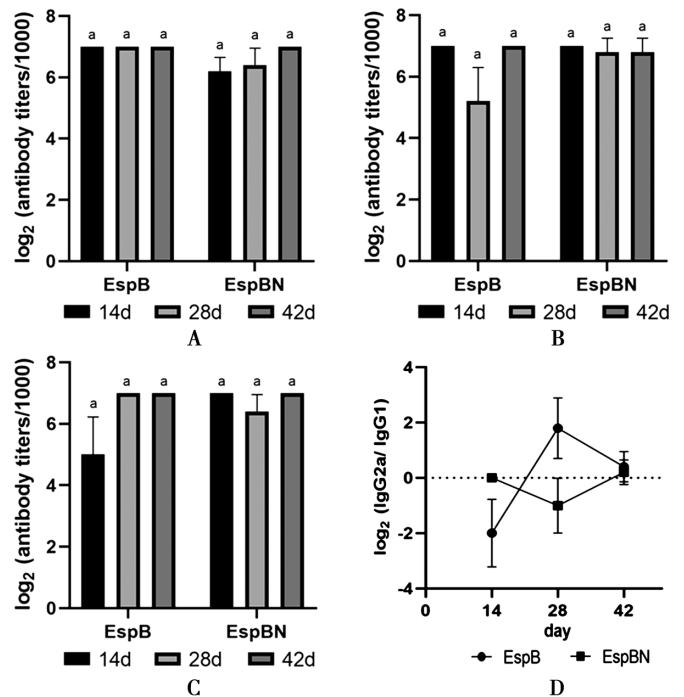 log2 (antibody titers/1000)
8
6
4
2
0
a a a a a a
EspB EspBN
14d 28d 42d
A
log2 (antibody titers/1000)
8
6
4
2
0
a a a a a a
EspB EspBN
14d 28d 42d
B
log2 (antibody titers/1000)
8
6
4
2
0
a a a a a a
EspB EspBN
14d 28d 42d
C
log2 (IgG2a/ IgG1)
4
2
0
-2
-4
0 14 28 42
day
EspB EspBN
D